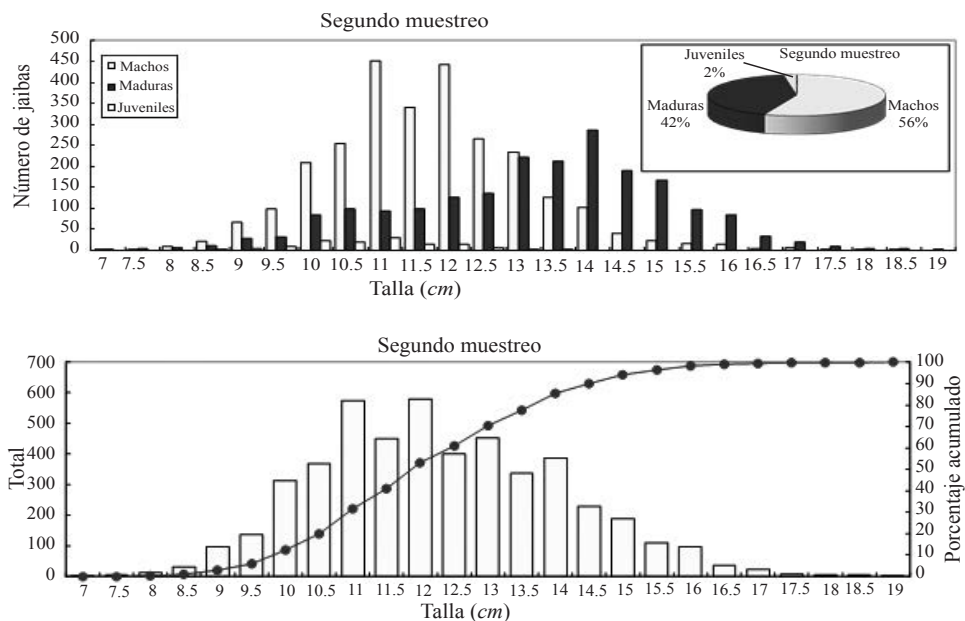 Segundo muestreo
500
450
400
350
300
250
200
150
100
50
0
Número de jaibas
Machos
Maduras
Juveniles
Juveniles
2%
Segundo muestreo
Maduras
42%
Machos
56%
7 7.5 8 8.5 9 9.5 10 10.5 11 11.5 12 12.5 13 13.5 14 14.5 15 15.5 16 16.5 17 17.5 18 18.5 19
Talla (cm)
Segundo muestreo
700
600
500
400
300
200
100
0
Total
100
90
80
70
60
50
40
30
20
10
0
Porcentaje acumulado
7 7.5 8 8.5 9 9.5 10 10.5 11 11.5 12 12.5 13 13.5 14 14.5 15 15.5 16 16.5 17 17.5 18 18.5 19
Talla (cm)